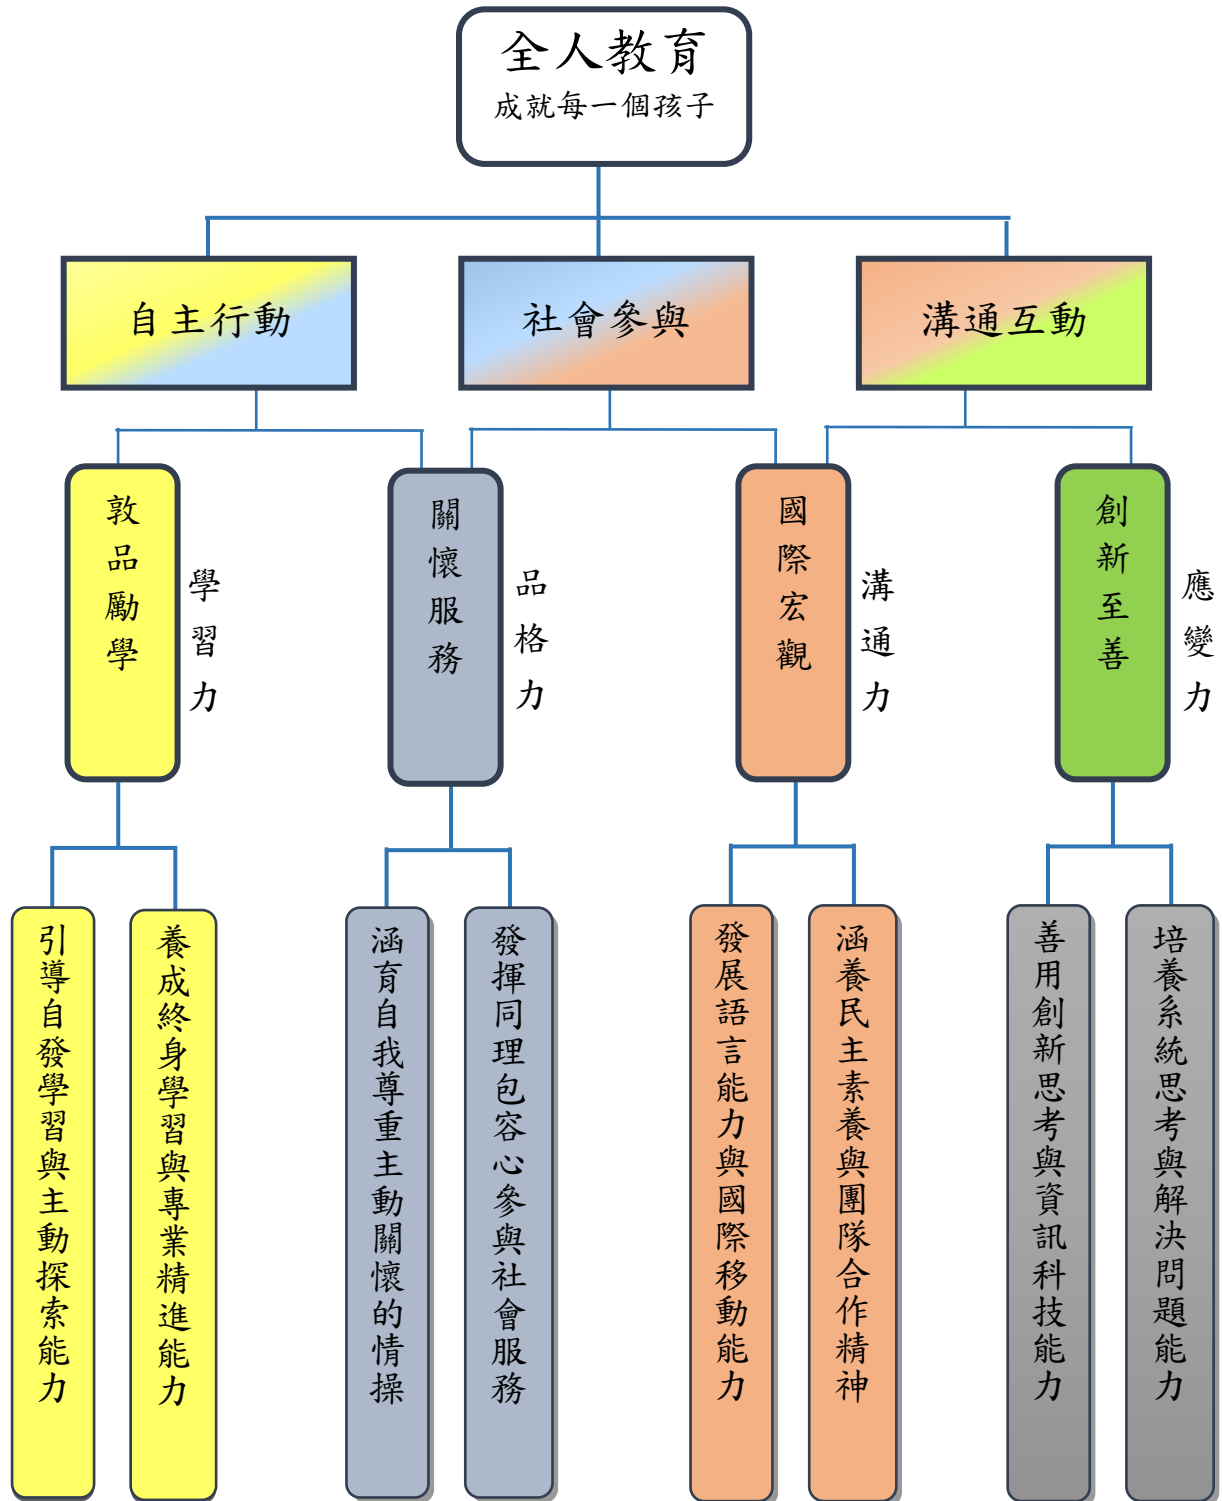 全人教育
成就每一個孩子
自主行動
社會參與
溝通互動
敦品勵學
學習力
關懷服務
品格力
國際宏觀
溝通力
創新至善
應變力
引導自發學習與主動探索能力
養成終身學習與專業精進能力
涵育自我尊重主動關懷的情操
發揮同理包容心參與社會服務
發展語言能力與國際移動能力
涵養民主素養與團隊合作精神
善用創新思考與資訊科技能力
培養系統思考與解決問題能力